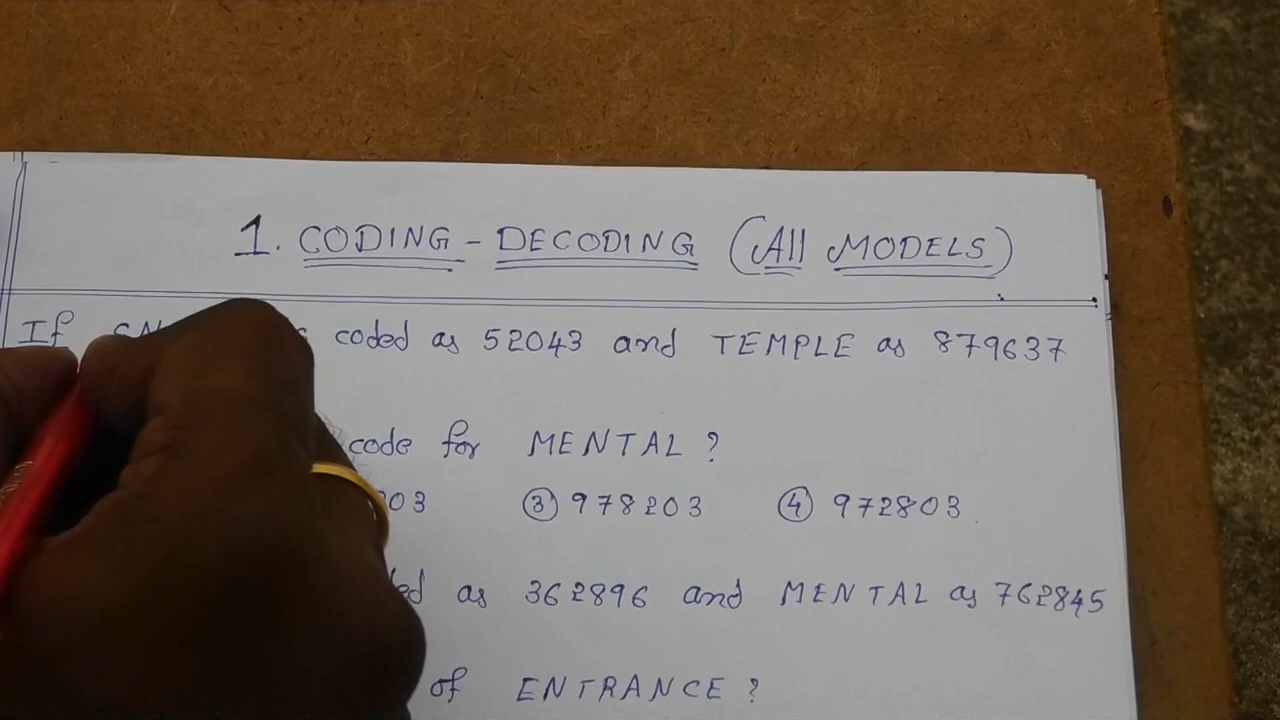 1. CODING - DECODING (All MODELS)
If coded as 52043 and TEMPLE as 879637
code for MENTAL ?
03 ③ 978203 ④ 972803
as 362896 and MENTAL as 762845
of ENTRANCE ?